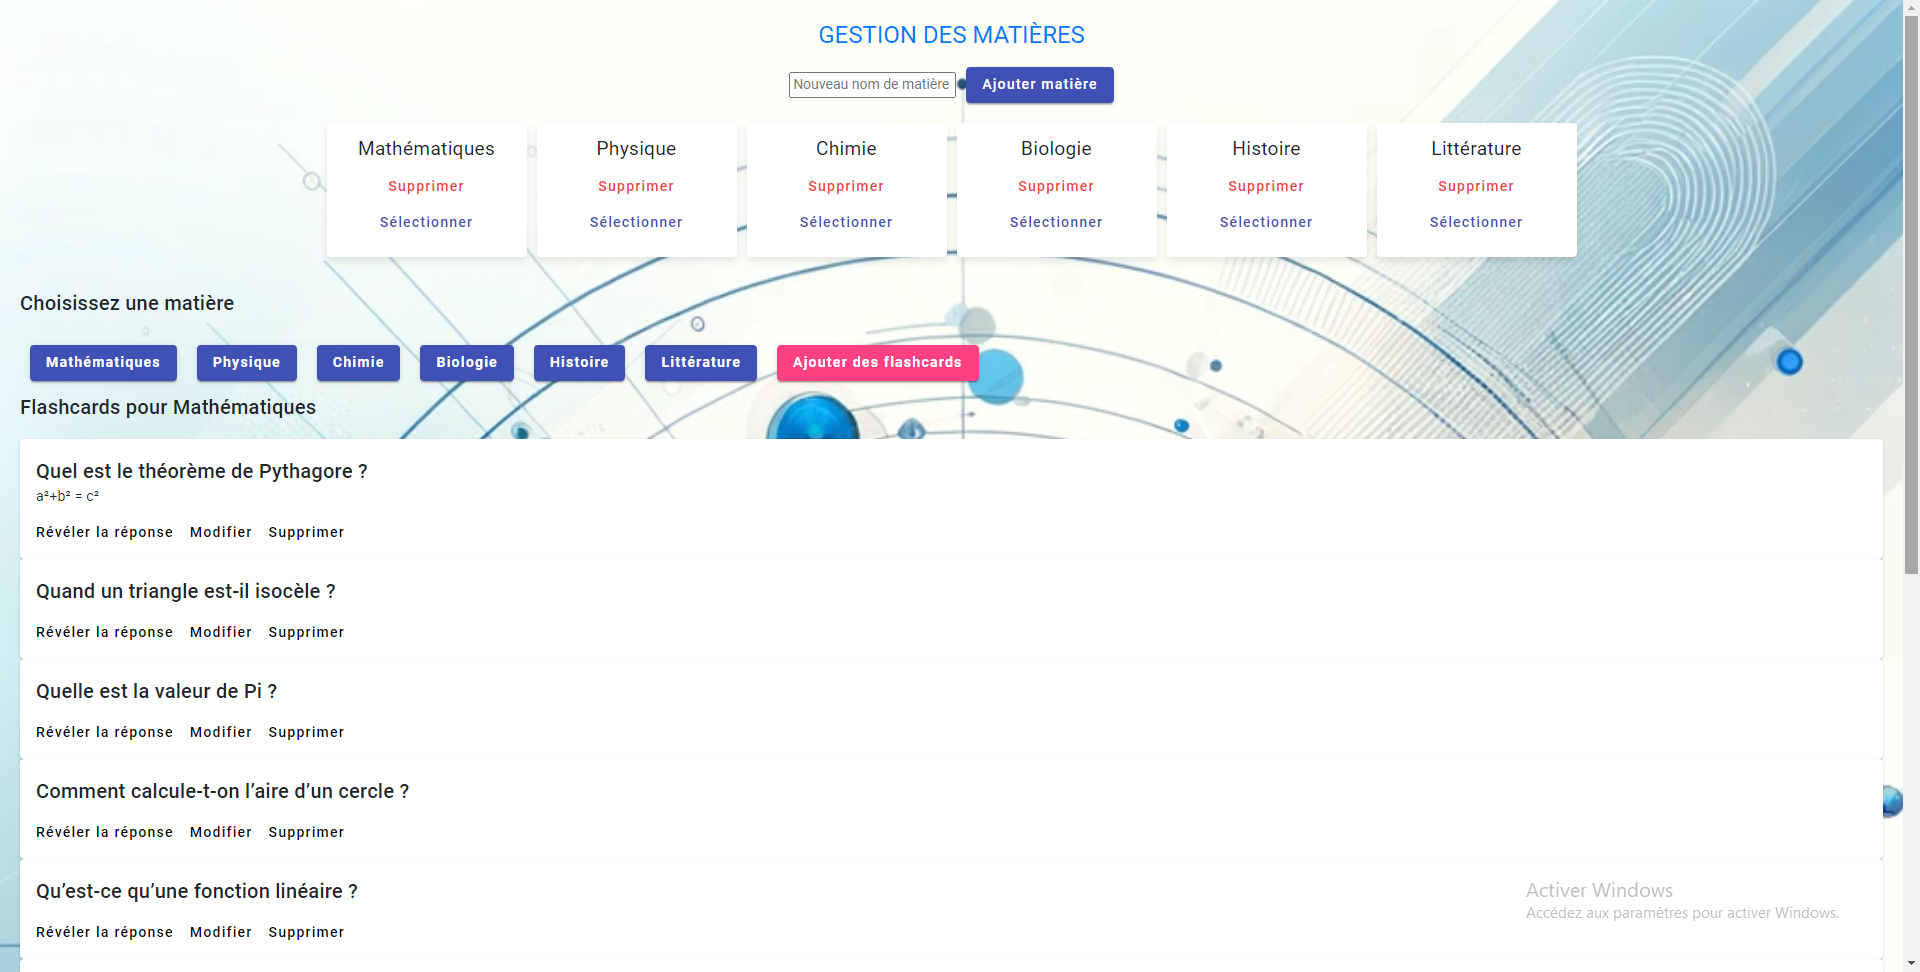 GESTION DES MATIÈRES
Nouveau nom de matière Ajouter matière
Mathématiques Physique Chimie Biologie Histoire Littérature
Supprimer Supprimer Supprimer Supprimer Supprimer Supprimer
Sélectionner Sélectionner Sélectionner Sélectionner Sélectionner Sélectionner
Choisissez une matière
Mathématiques Physique Chimie Biologie Histoire Littérature Ajouter des flashcards
Flashcards pour Mathématiques
Quel est le théorème de Pythagore ?
a²+b² = c²
Révéler la réponse Modifier Supprimer
Quand un triangle est-il isocèle ?
Révéler la réponse Modifier Supprimer
Quelle est la valeur de Pi ?
Révéler la réponse Modifier Supprimer
Comment calcule-t-on l’aire d’un cercle ?
Révéler la réponse Modifier Supprimer
Qu’est-ce qu’une fonction linéaire ?
Révéler la réponse Modifier Supprimer
Activer Windows
Accédez aux paramètres pour activer Windows.